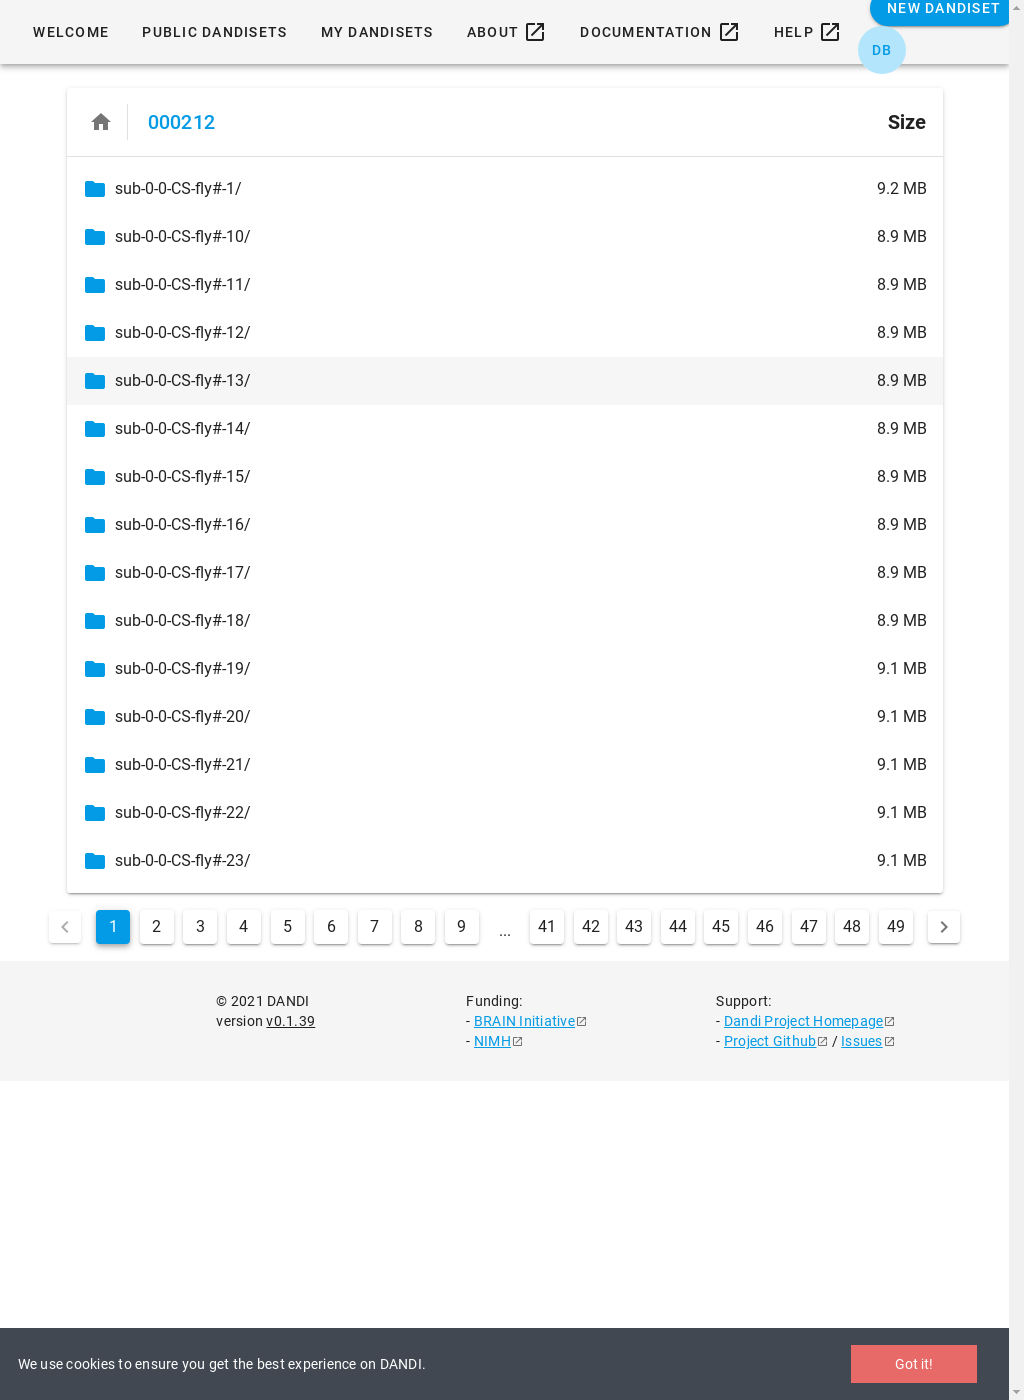 WELCOME PUBLIC DANDISETS MY DANDISETS ABOUT DOCUMENTATION HELP NEW DANDISET
DB
000212 Size
sub-0-0-CS-fly#-1/ 9.2 MB
sub-0-0-CS-fly#-10/ 8.9 MB
sub-0-0-CS-fly#-11/ 8.9 MB
sub-0-0-CS-fly#-12/ 8.9 MB
sub-0-0-CS-fly#-13/ 8.9 MB
sub-0-0-CS-fly#-14/ 8.9 MB
sub-0-0-CS-fly#-15/ 8.9 MB
sub-0-0-CS-fly#-16/ 8.9 MB
sub-0-0-CS-fly#-17/ 8.9 MB
sub-0-0-CS-fly#-18/ 8.9 MB
sub-0-0-CS-fly#-19/ 9.1 MB
sub-0-0-CS-fly#-20/ 9.1 MB
sub-0-0-CS-fly#-21/ 9.1 MB
sub-0-0-CS-fly#-22/ 9.1 MB
sub-0-0-CS-fly#-23/ 9.1 MB
1 2 3 4 5 6 7 8 9 ... 41 42 43 44 45 46 47 48 49
© 2021 DANDI
version v0.1.39
Funding:
- BRAIN Initiative
- NIMH
Support:
- Dandi Project Homepage
- Project Github / Issues
We use cookies to ensure you get the best experience on DANDI. Got it!